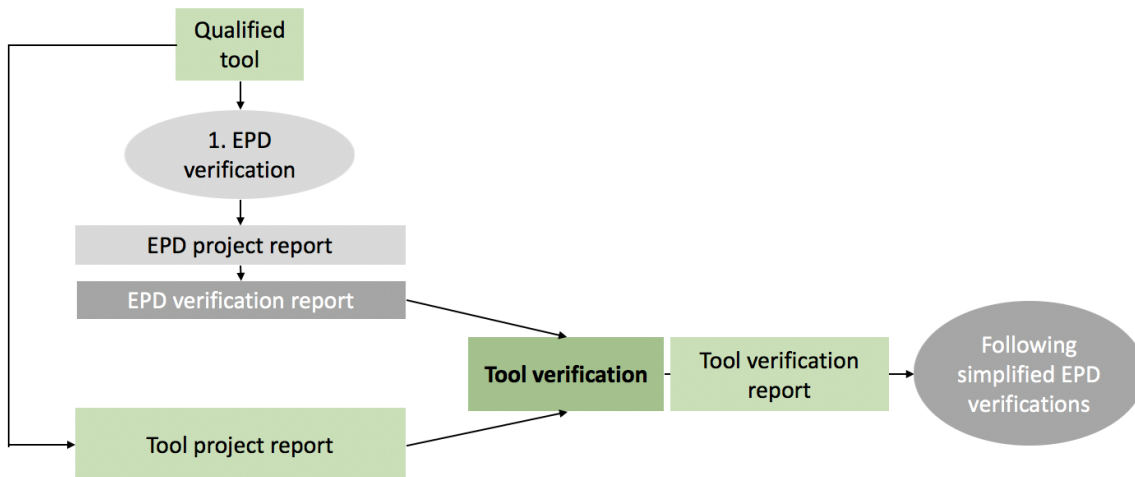 Qualified
tool
1. EPD
verification
EPD project report
EPD verification report
Tool verification
Tool verification
report
Following
simplified EPD
verifications
Tool project report